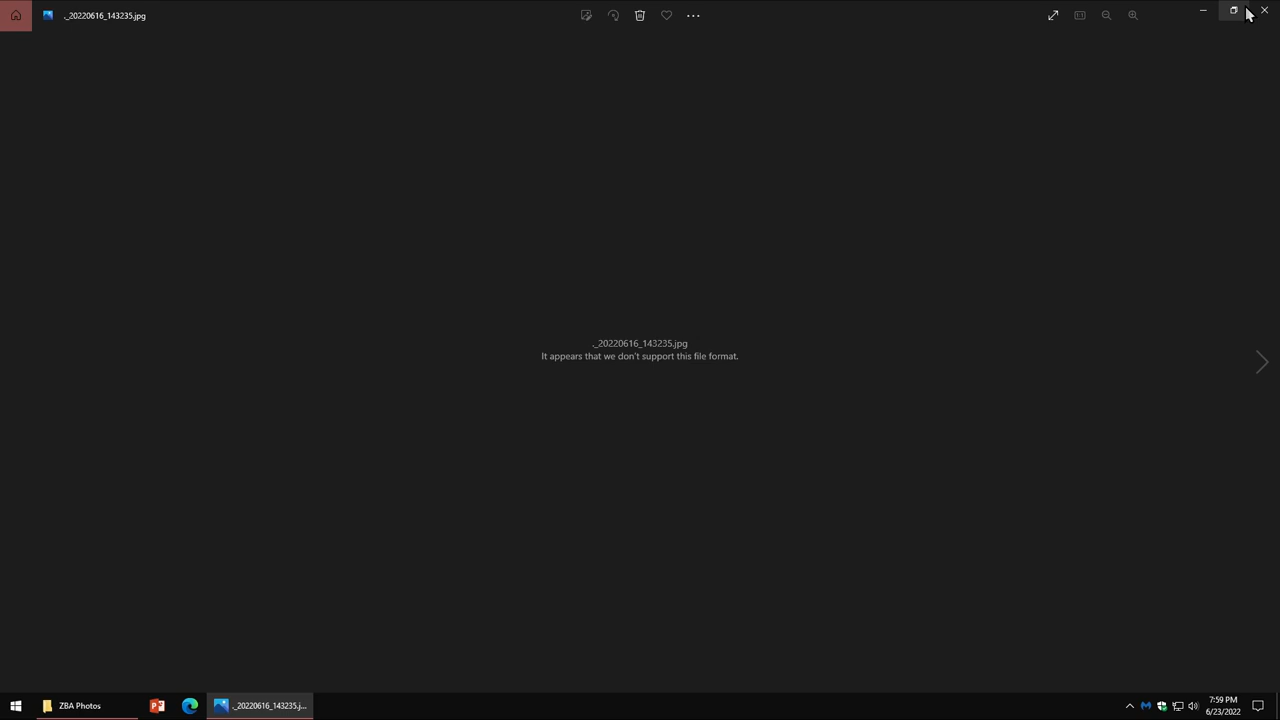 ._20220616_143235.jpg
._20220616_143235.jpg
It appears that we don't support this file format.
ZBA Photos
._20220616_143235.j...
7:59 PM
6/23/2022